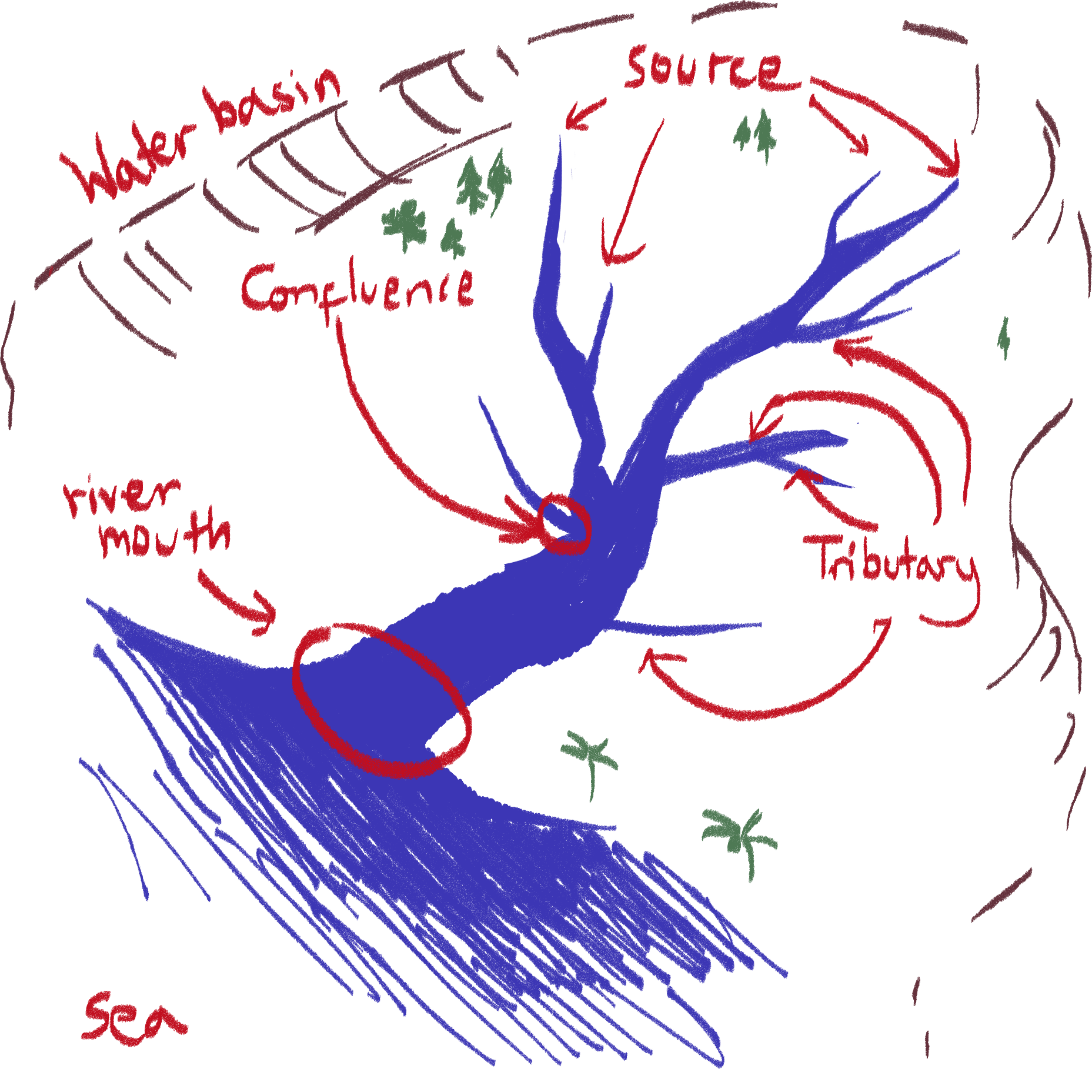 source
Water basin
Confluence
river
mouth
Tributary
Sea